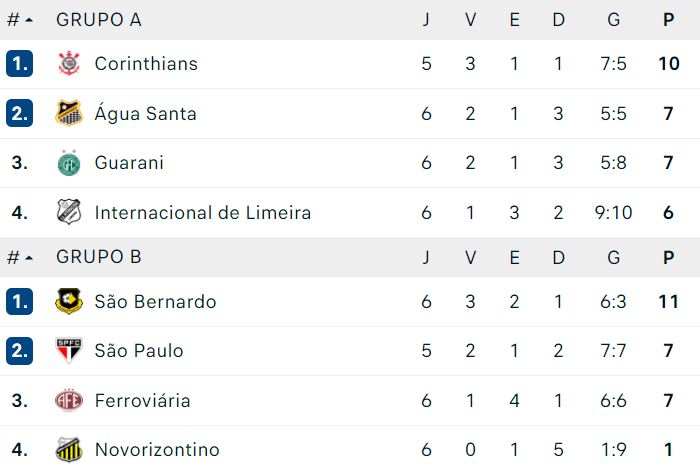 # GRUPO A J V E D G P
1. Corinthians 5 3 1 1 7:5 10
2. Água Santa 6 2 1 3 5:5 7
3. Guarani 6 2 1 3 5:8 7
4. Internacional de Limeira 6 1 3 2 9:10 6
# GRUPO B J V E D G P
1. São Bernardo 6 3 2 1 6:3 11
2. SPFC São Paulo 5 2 1 2 7:7 7
3. AFE Ferroviária 6 1 4 1 6:6 7
4. Novorizontino 6 0 1 5 1:9 1